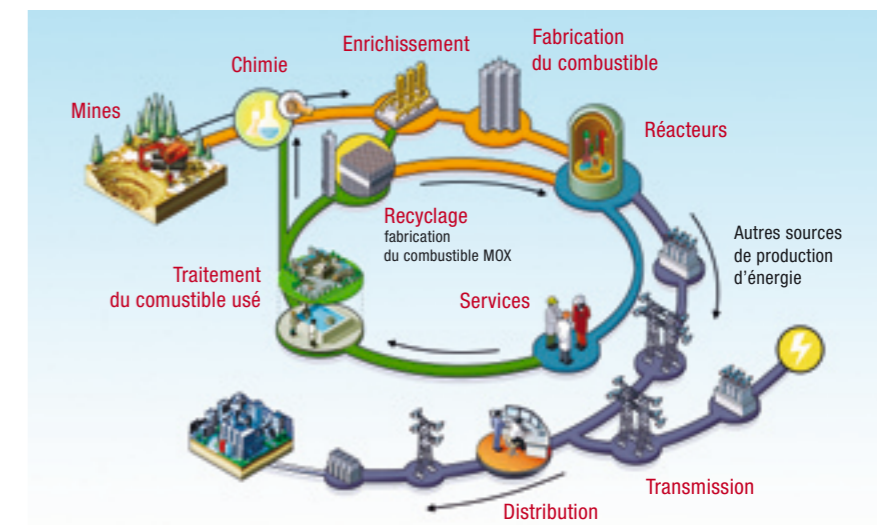 Enrichissement
Fabrication
du combustible
Chimie
Mines
Réacteurs
Recyclage
fabrication
du combustible MOX
Autres sources
de production
d'énergie
Traitement
du comustible usé
Services
Transmission
Distribution